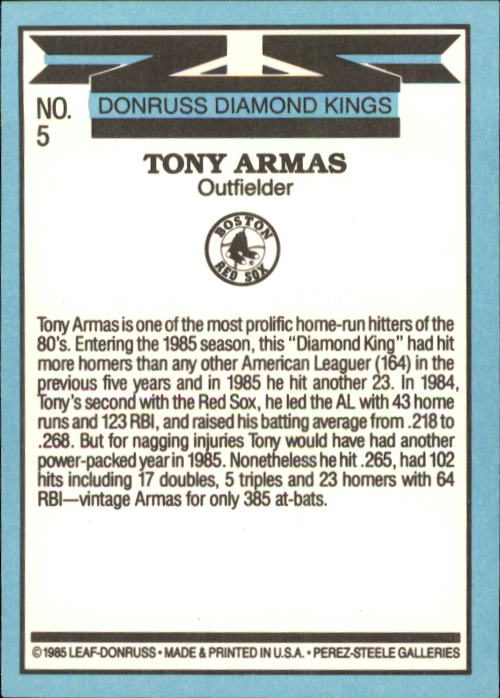 NO.
5
DONRUSS DIAMOND KINGS
TONY ARMAS
Outfielder
BOSTON
RED SOX
Tony Armas is one of the most prolific home-run hitters of the
80's. Entering the 1985 season, this "Diamond King" had hit
more homers than any other American Leaguer (164) in the
previous five years and in 1985 he hit another 23. In 1984,
Tony's second with the Red Sox, he led the AL with 43 home
runs and 123 RBI, and raised his batting average from .218 to
.268. But for nagging injuries Tony would have had another
power-packed year in 1985. Nonetheless he hit .265, had 102
hits including 17 doubles, 5 triples and 23 homers with 64
RBI—vintage Armas for only 385 at-bats.
©1985 LEAF-DONRUSS • MADE & PRINTED IN U.S.A. • PEREZ-STEELE GALLERIES